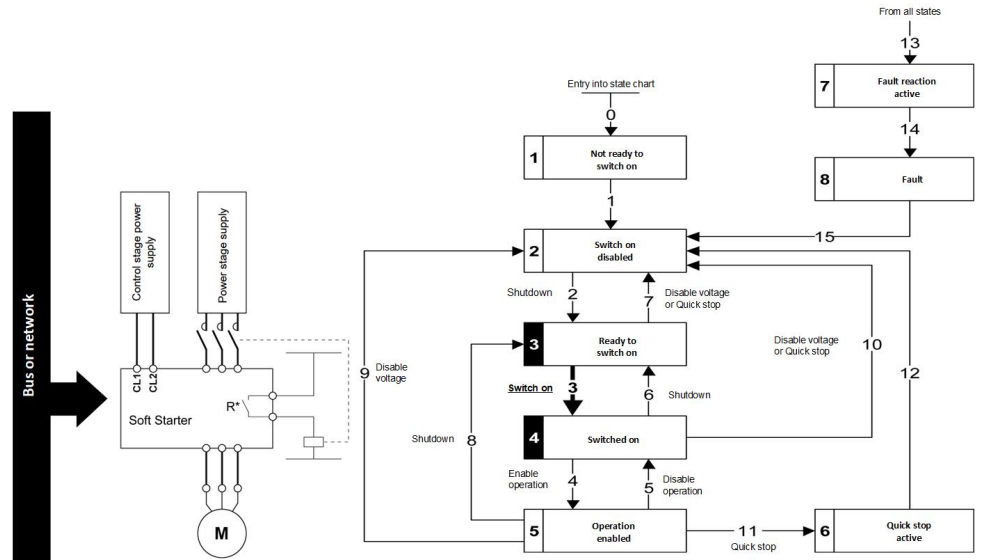 Bus or network
Control stage power
supply
Power stage supply
CL1
CL2
R*
Soft Starter
M
From all states
13
7
Fault reaction
active
14
8
Fault
15
Entry into state chart
0
1
Not ready to
switch on
1
2
Switch on
disabled
Shutdown
2
7
Disable voltage
or Quick stop
3
Ready to
switch on
Switch on
3
6
Shutdown
4
Switched on
Enable
operation
4
5
Disable
operation
5
Operation
enabled
9
Disable
voltage
Shutdown
8
Disable voltage
or Quick stop
10
12
11
Quick stop
6
Quick stop
active